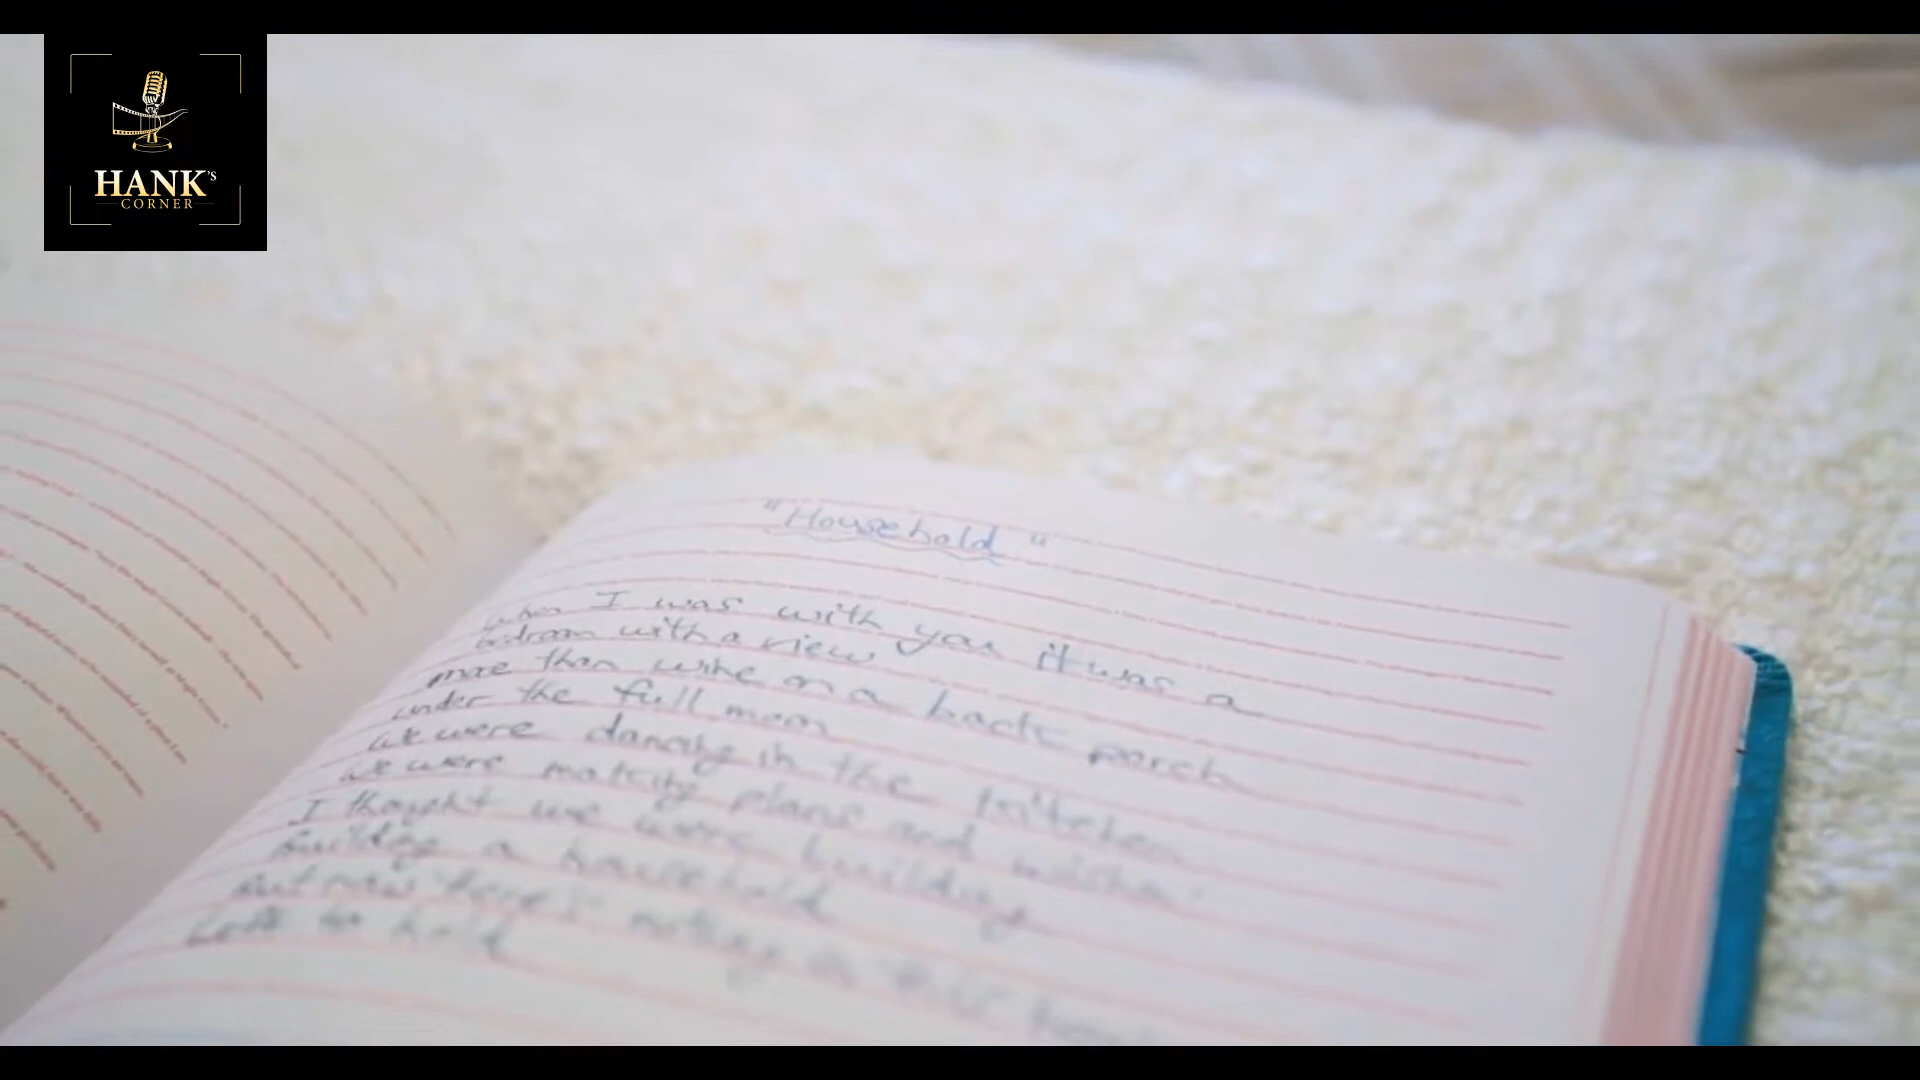 HANK'S
CORNER
"Household"
when I was with you it was a
bedroom with a view
more than wine on a back porch
under the full moon
we were dancing in the kitchen
we were making plans and wishes
I thought we were building
building a household
But now there's nothing in this house
Left to hold